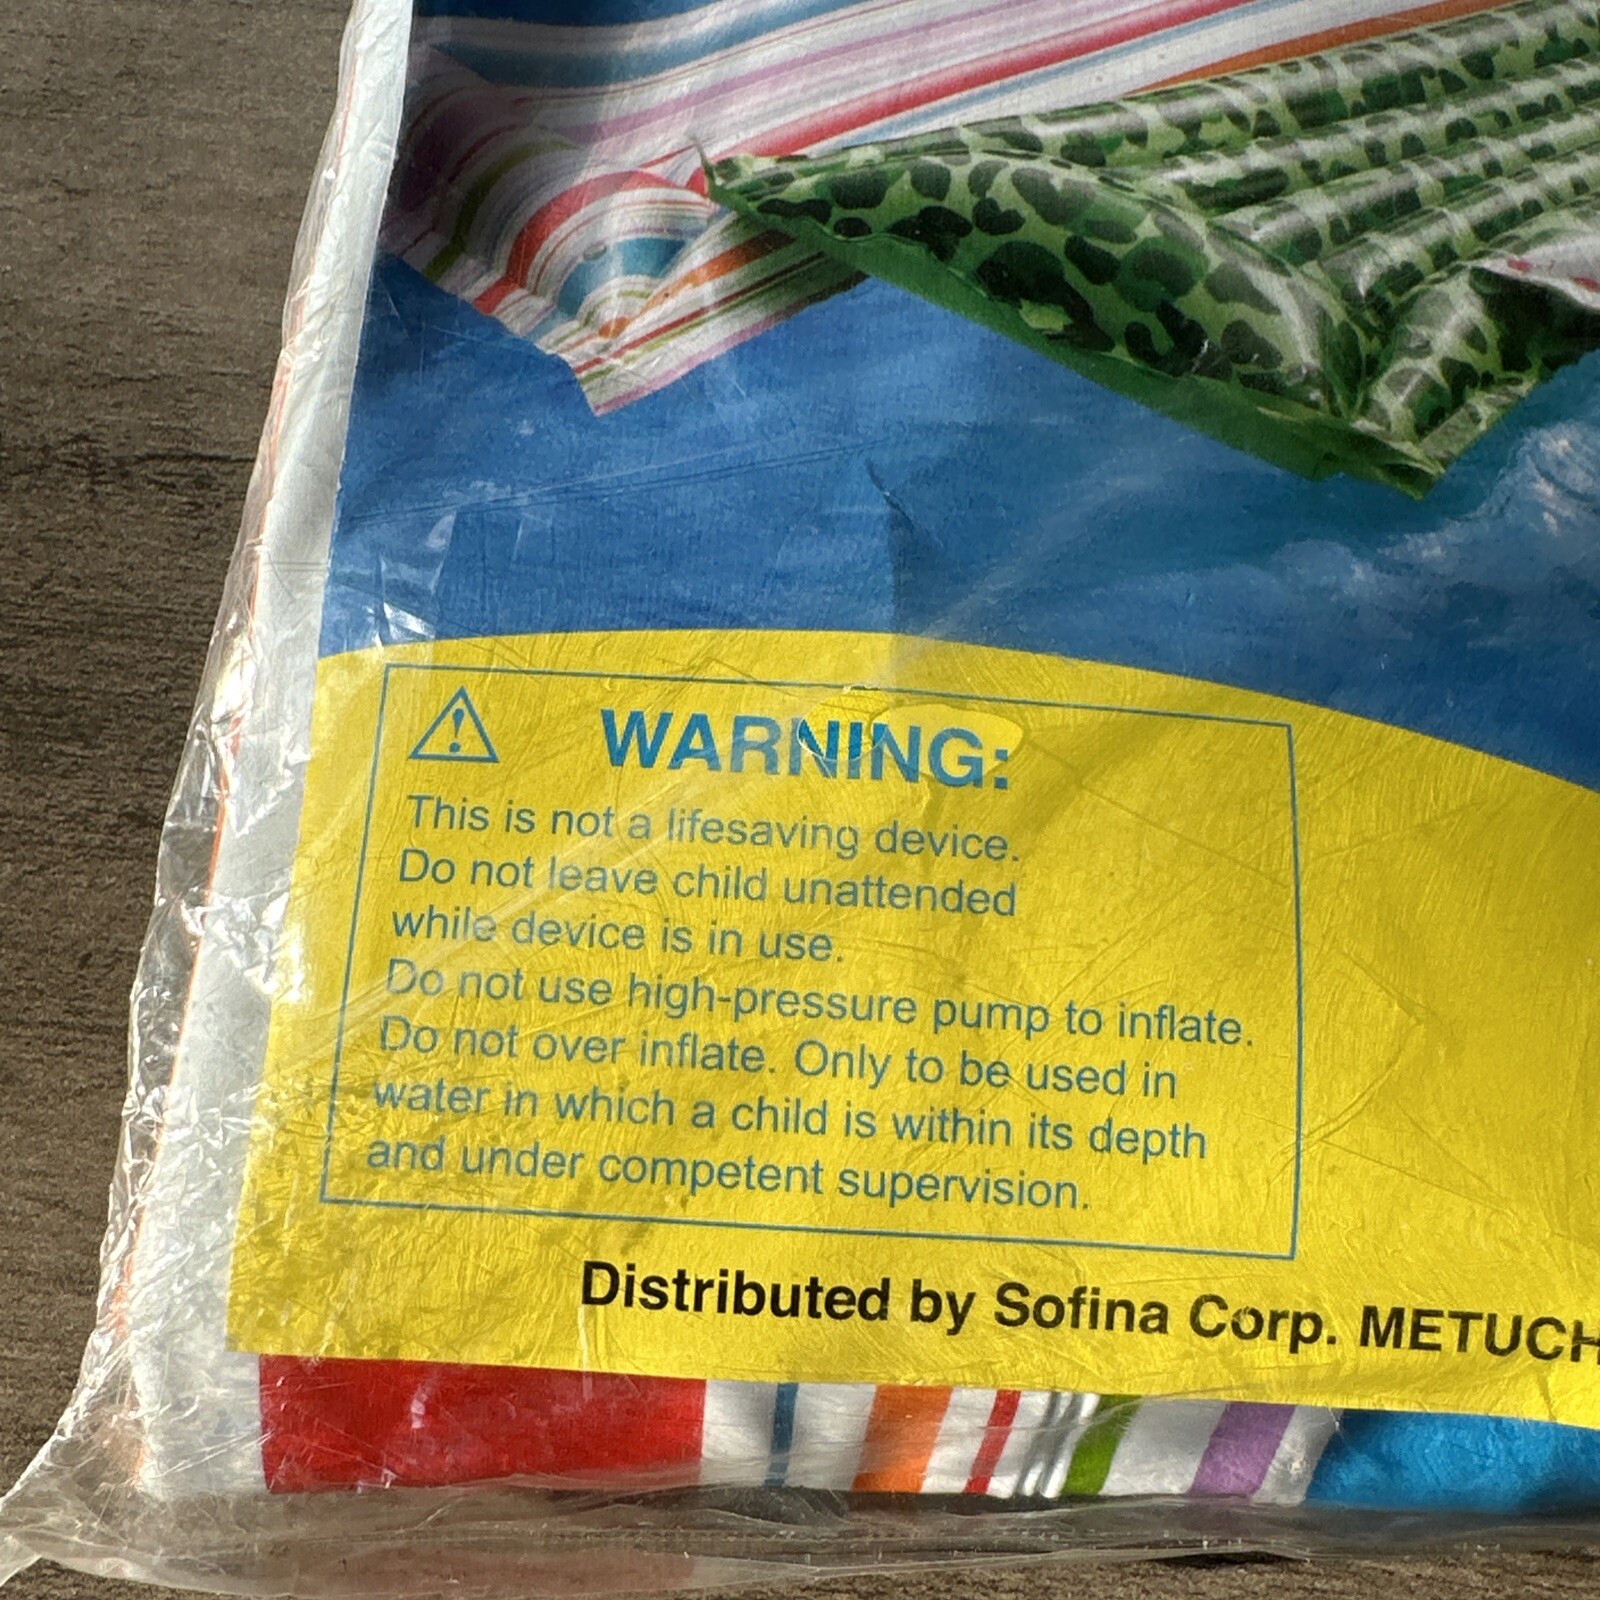 WARNING:
This is not a lifesaving device.
Do not leave child unattended
while device is in use.
Do not use high-pressure pump to inflate.
Do not over inflate. Only to be used in
water in which a child is within its depth
and under competent supervision.
Distributed by Sofina Corp. METUCH